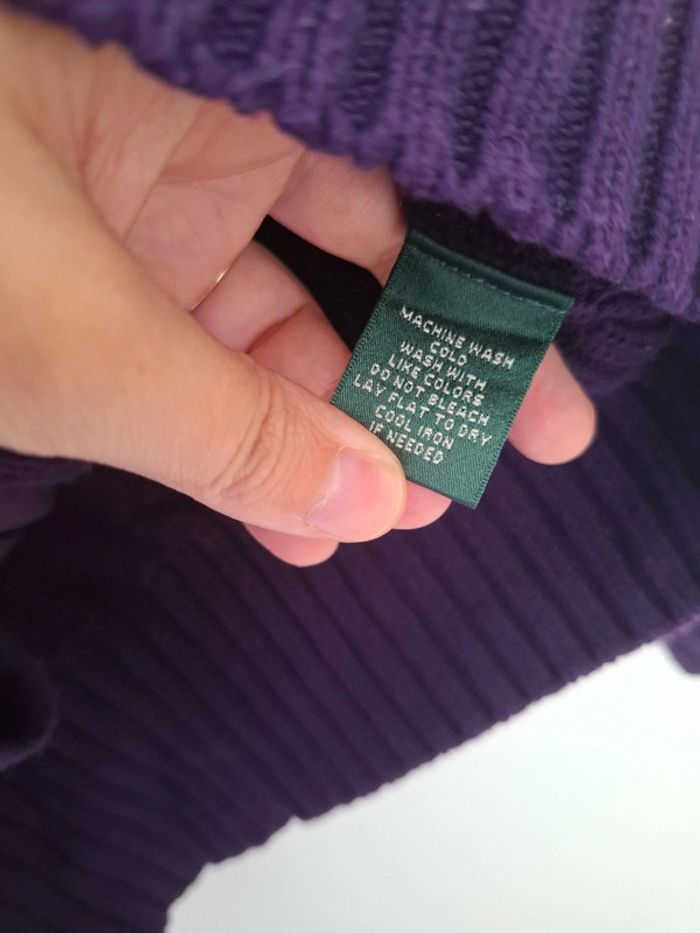 MACHINE WASH
COLD
WASH WITH
LIKE COLORS
DO NOT BLEACH
LAY FLAT TO DRY
COOL IRON
IF NEEDED